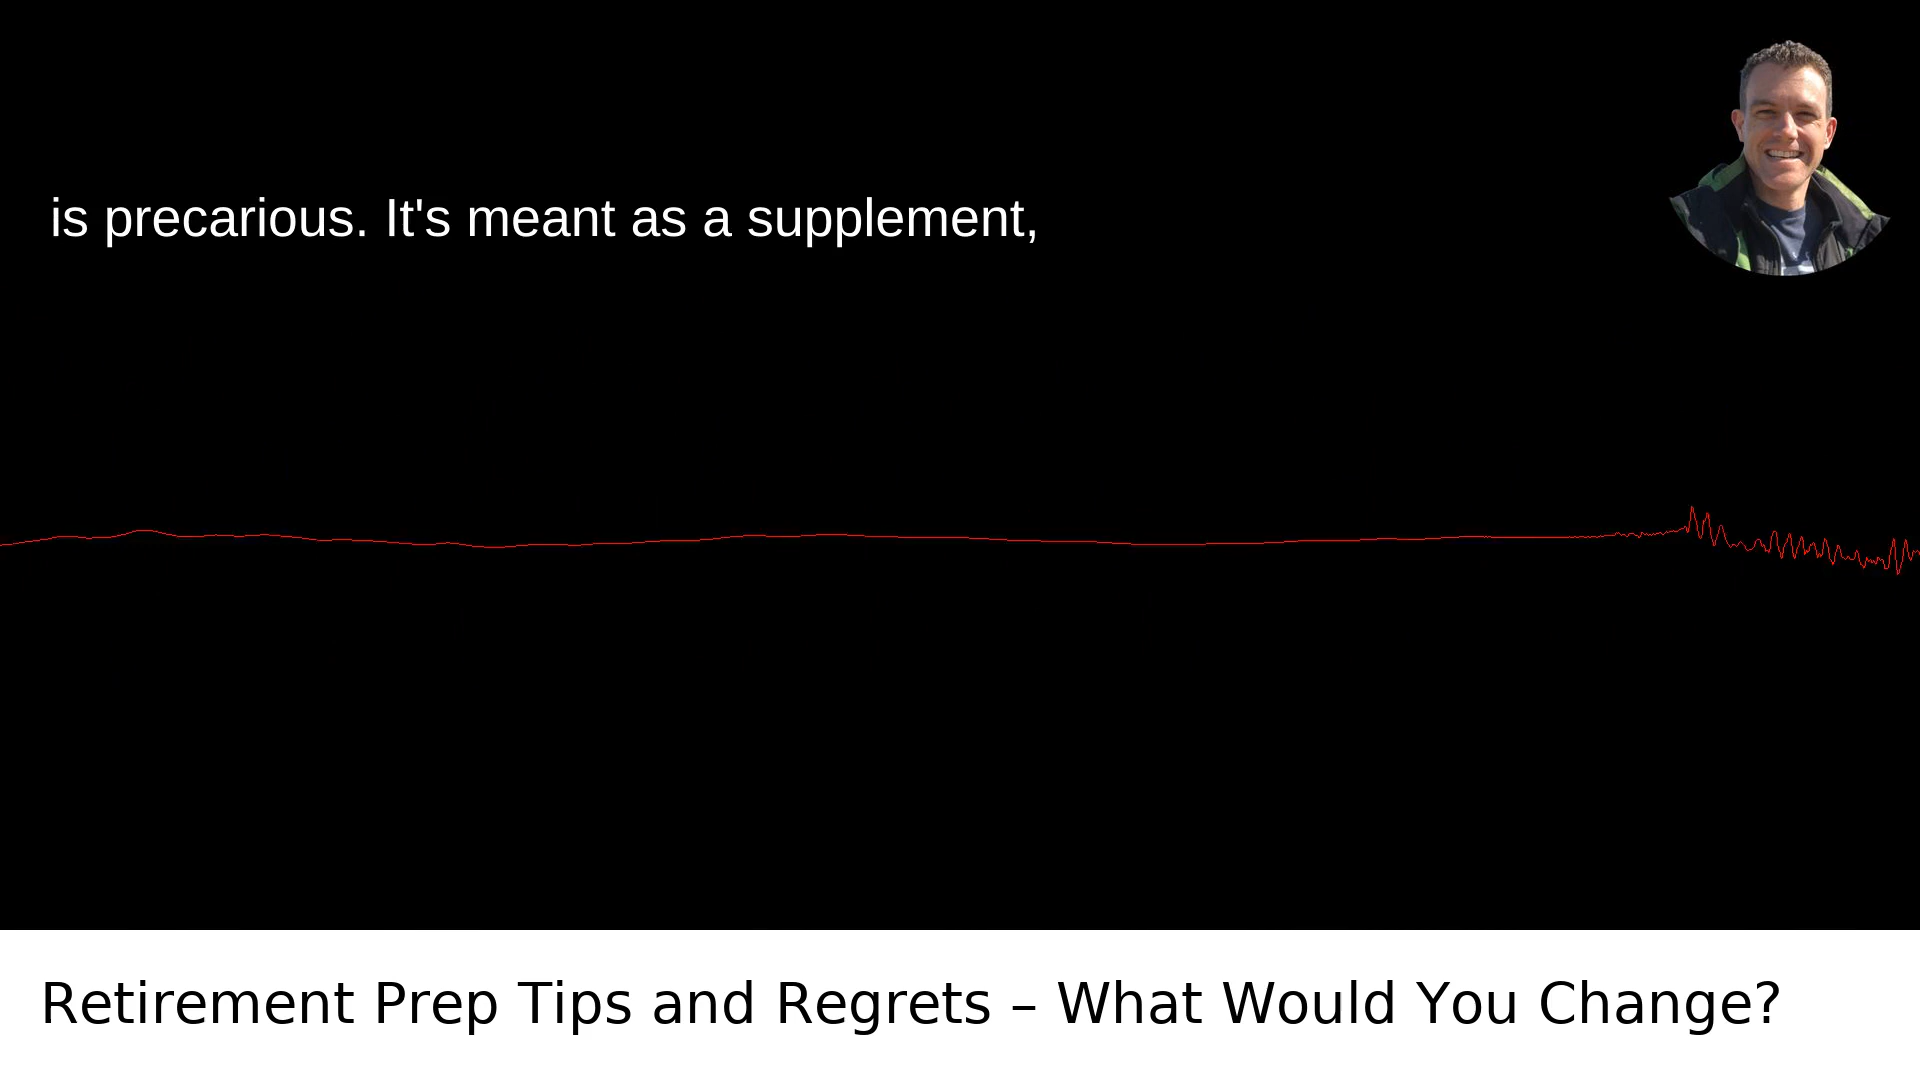 is precarious. It's meant as a supplement,
Retirement Prep Tips and Regrets – What Would You Change?